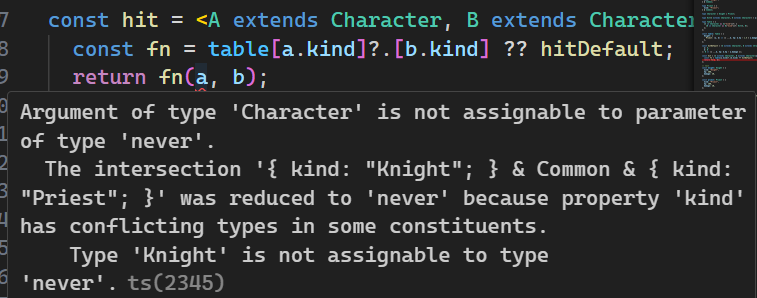 7 const hit = <A extends Character, B extends Character
8 const fn = table[a.kind]?.[b.kind] ?? hitDefault;
9 return fn(a, b);
0
Argument of type 'Character' is not assignable to parameter
of type 'never'.
The intersection '{ kind: "Knight"; } & Common & { kind:
"Priest"; }' was reduced to 'never' because property 'kind'
has conflicting types in some constituents.
Type 'Knight' is not assignable to type
'never'. ts(2345)